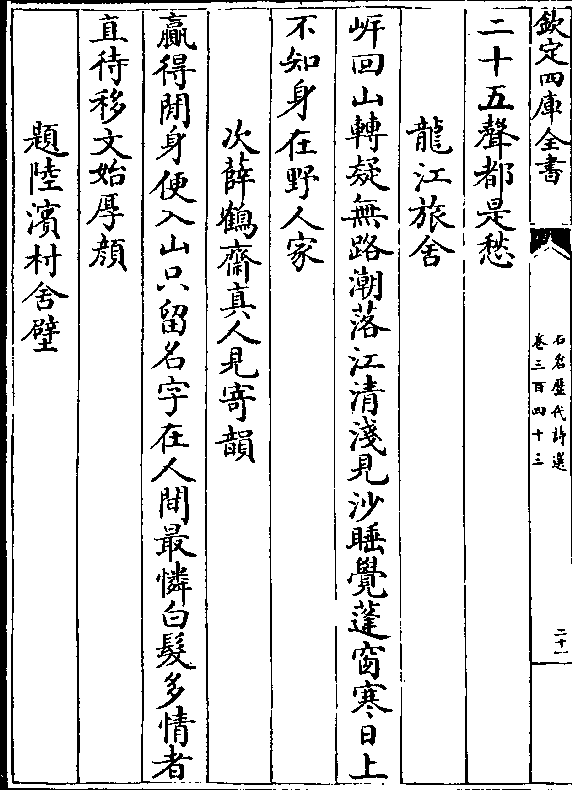 欽定四庫全書
石倉歷代詩選
卷三百四十三
二十一
二十五聲都是愁
龍江旅舍
㟁回山轉疑無路潮落江清淺見沙睡覺蓬窗寒日上
不知身在野人家
次薛鶴齋真人見寄韻
贏得閒身便入山只留名字在人間最憐白髮多情者
直待移文始厚顔
題陸濱村舍壁